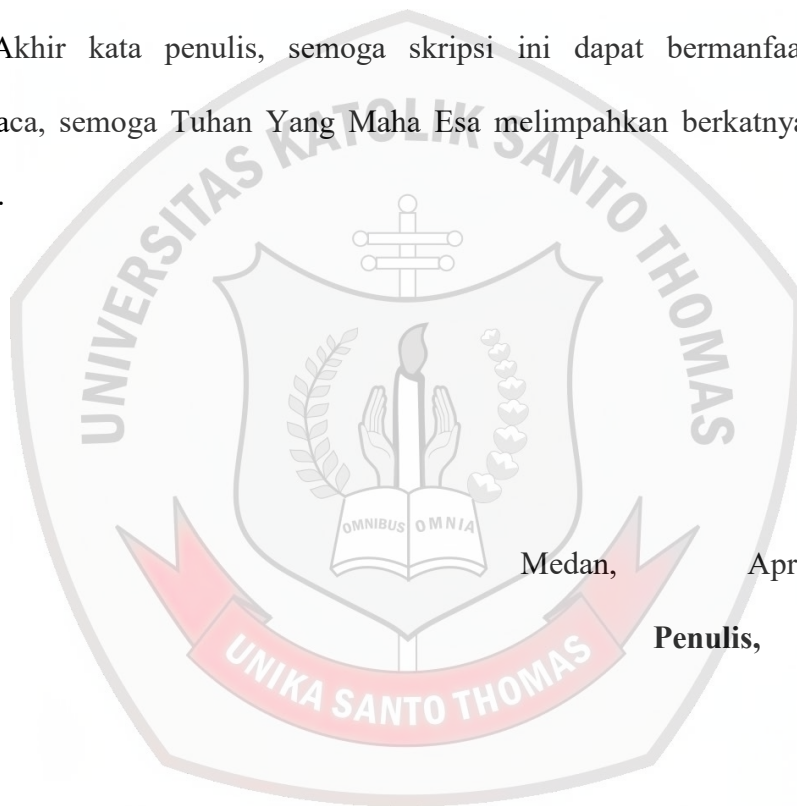 Akhir kata penulis, semoga skripsi ini dapat bermanfaa
aca, semoga Tuhan Yang Maha Esa melimpahkan berkatnya
.
UNIVERSITAS KATOLIK SANTO THOMAS
OMNIBUS OMNIA
Medan, Apr
Penulis,
UNIKA SANTO THOMAS